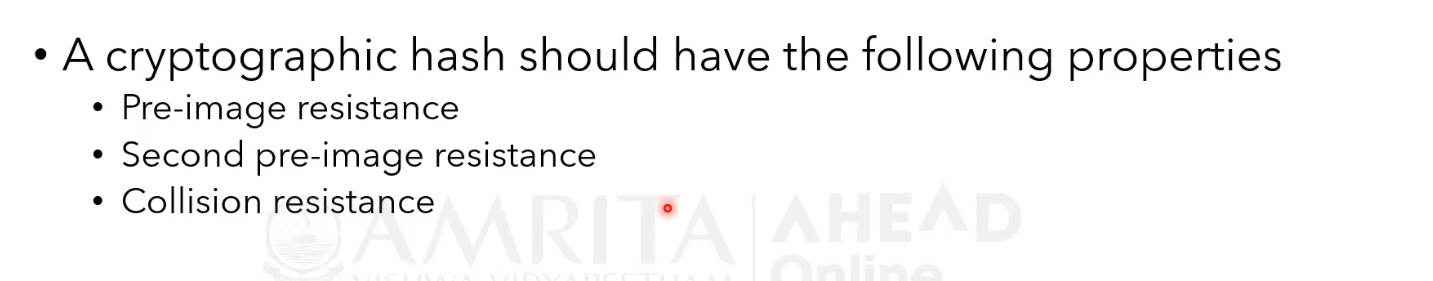 • A cryptographic hash should have the following properties
• Pre-image resistance
• Second pre-image resistance
• Collision resistance
AMRITA AHEAD
VISHWA VIDYAPEETHAM Online